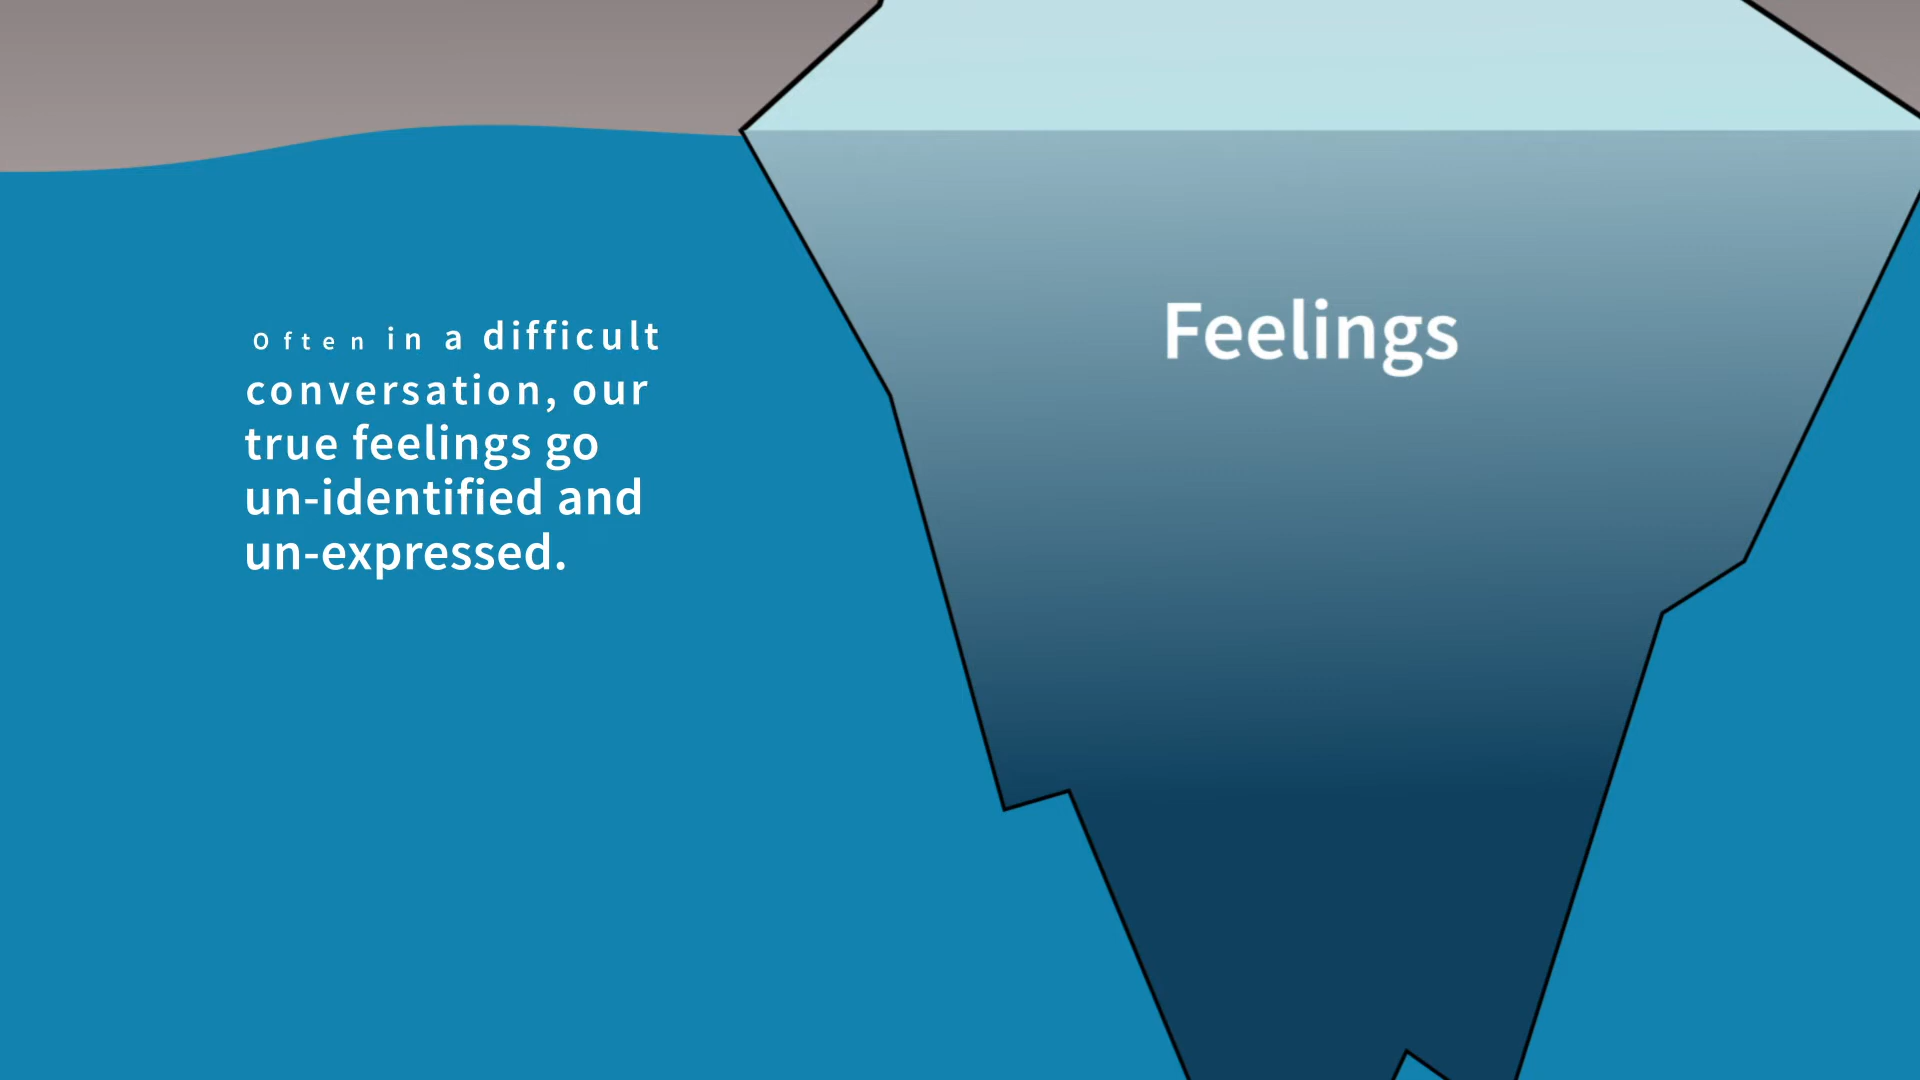 Often in a difficult
conversation, our
true feelings go
un-identified and
un-expressed.
Feelings